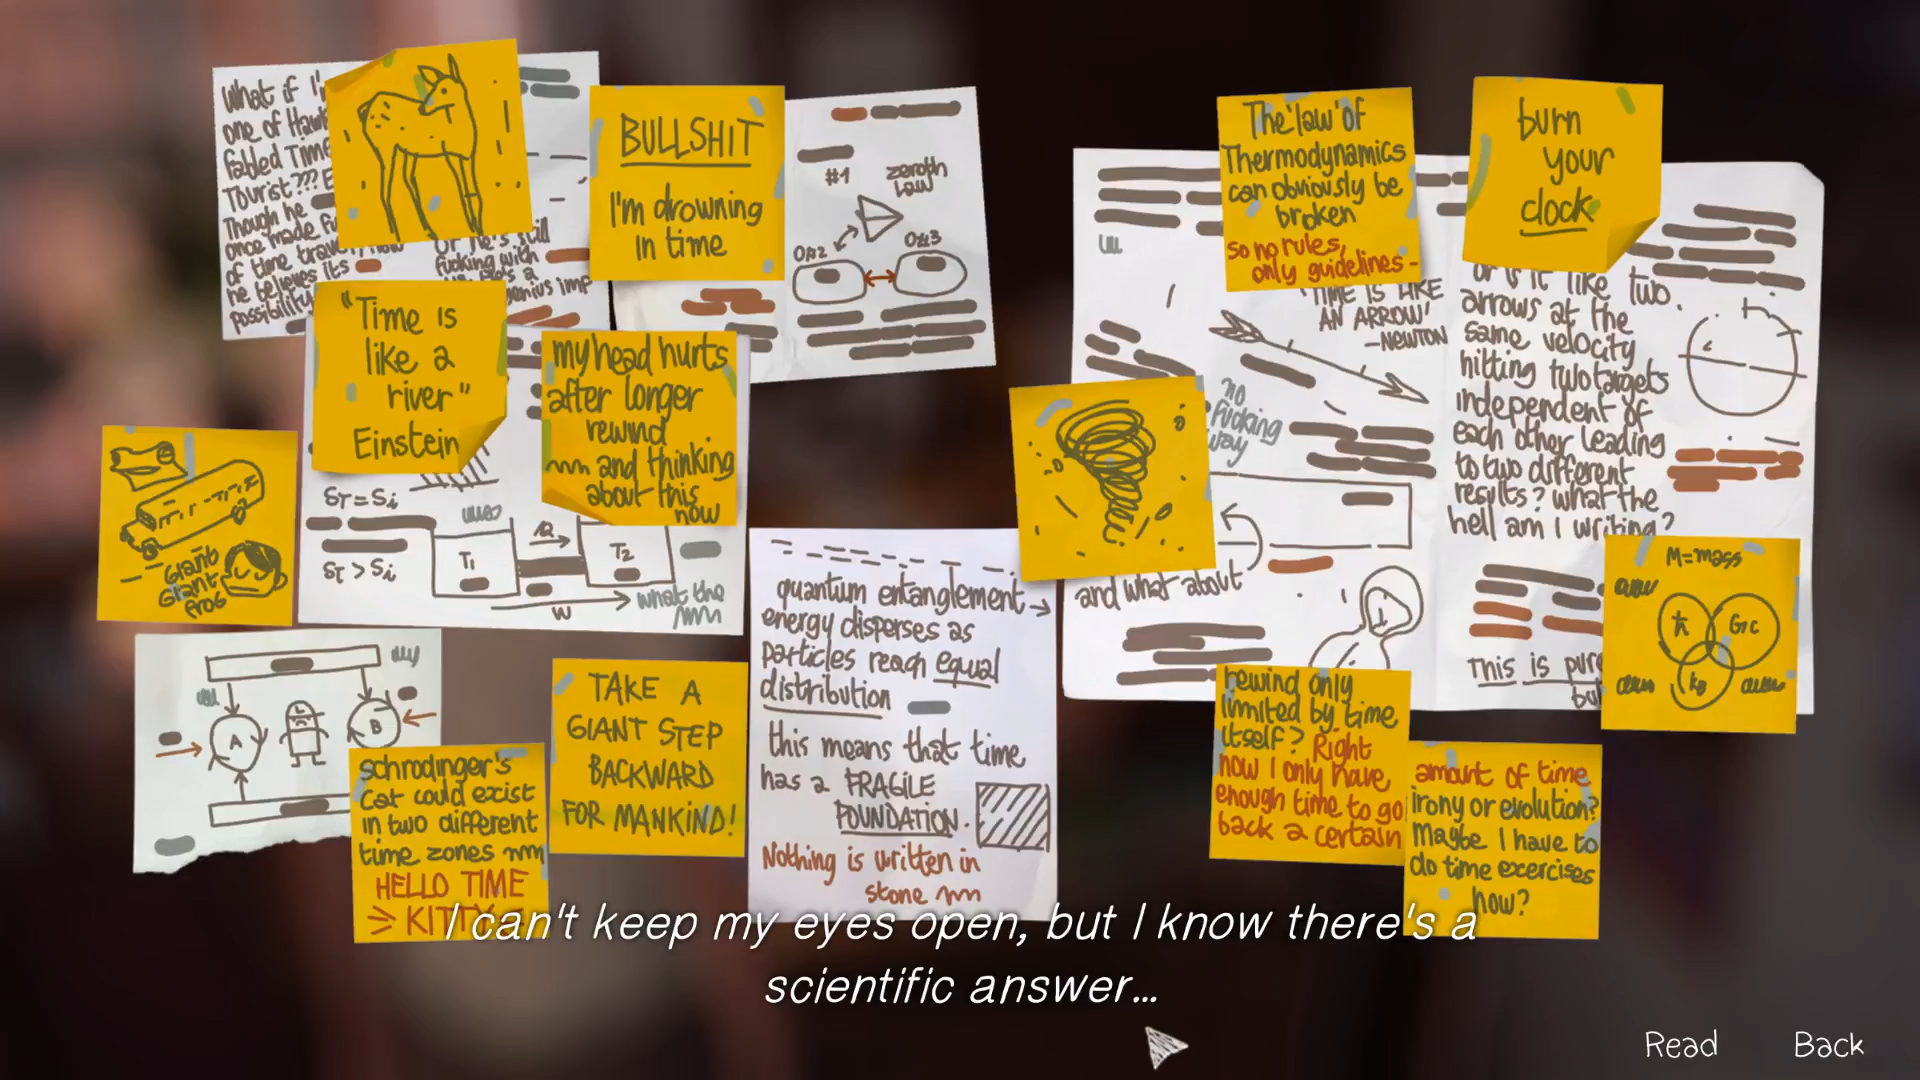 What if I'
one of Hawk
fabled Time
Tourist???
Though he
once made fu
of time trave
he believes its
possibility
or he's still
fucking with
genius imp
BULLSHIT
I'm drowning
in time
#1
zeroth
law
"Time is
like a
river"
Einstein
my head hurts
after longer
rewind
and thinking
about this
now
Giant
Giant
frog
ST = Si
ST > Si
T1
T2
W
what the
A
B
schrodinger's
cat could exist
in two different
time zones
HELLO TIME
KITTY
TAKE A
GIANT STEP
BACKWARD
FOR MANKIND!
quantum entanglement →
energy disperses as
particles reach equal
distribution
this means that time
has a FRAGILE
FOUNDATION.
Nothing is written in
stone
The 'law' of
Thermodynamics
can obviously be
broken
so no rules,
only guidelines -
burn
your
clock
'TIME IS LIKE
AN ARROW'
-NEWTON
no
fucking
way
and what about
or is it like two
arrows at the
same velocity
hitting two targets
independent of
each other leading
to two different
results? what the
hell am I writing?
This is pure
but
M=mass
ħ
G,c
kB
rewind only
limited by time
itself? Right
now I only have
enough time to go
back a certain
amount of time
irony or evolution?
Maybe I have to
do time exercises
now?
I can't keep my eyes open, but I know there's a
scientific answer...
Read
Back